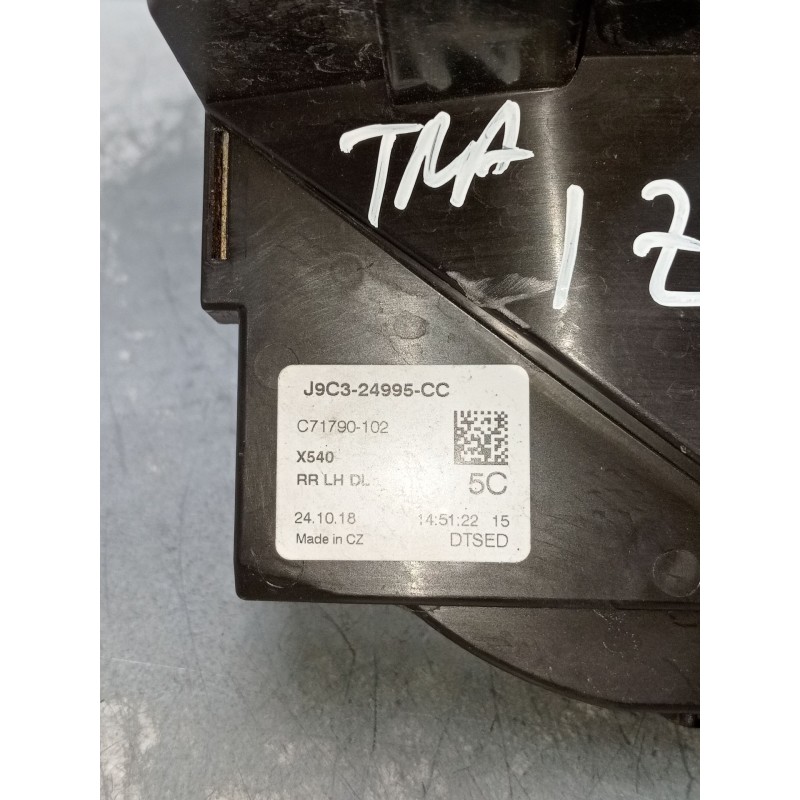 TMA
IZ
J9C3-24995-CC
C71790-102
X540
RR LH DL
5C
24.10.18 14:51:22 15
Made in CZ DTSED